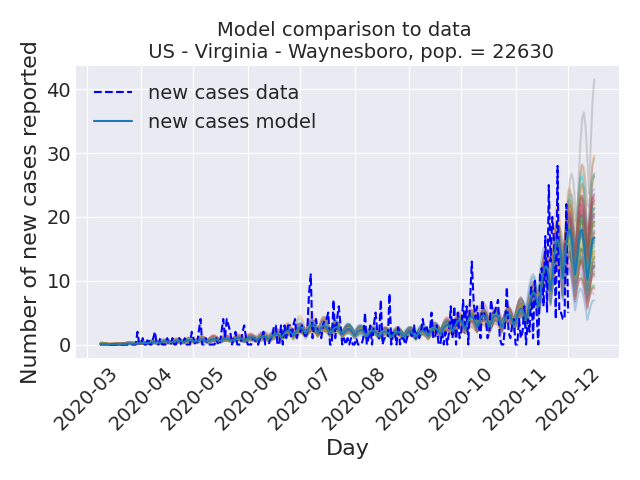 Model comparison to data
US - Virginia - Waynesboro, pop. = 22630
Number of new cases reported
40
30
20
10
0
new cases data
new cases model
2020-03
2020-04
2020-05
2020-06
2020-07
2020-08
2020-09
2020-10
2020-11
2020-12
Day